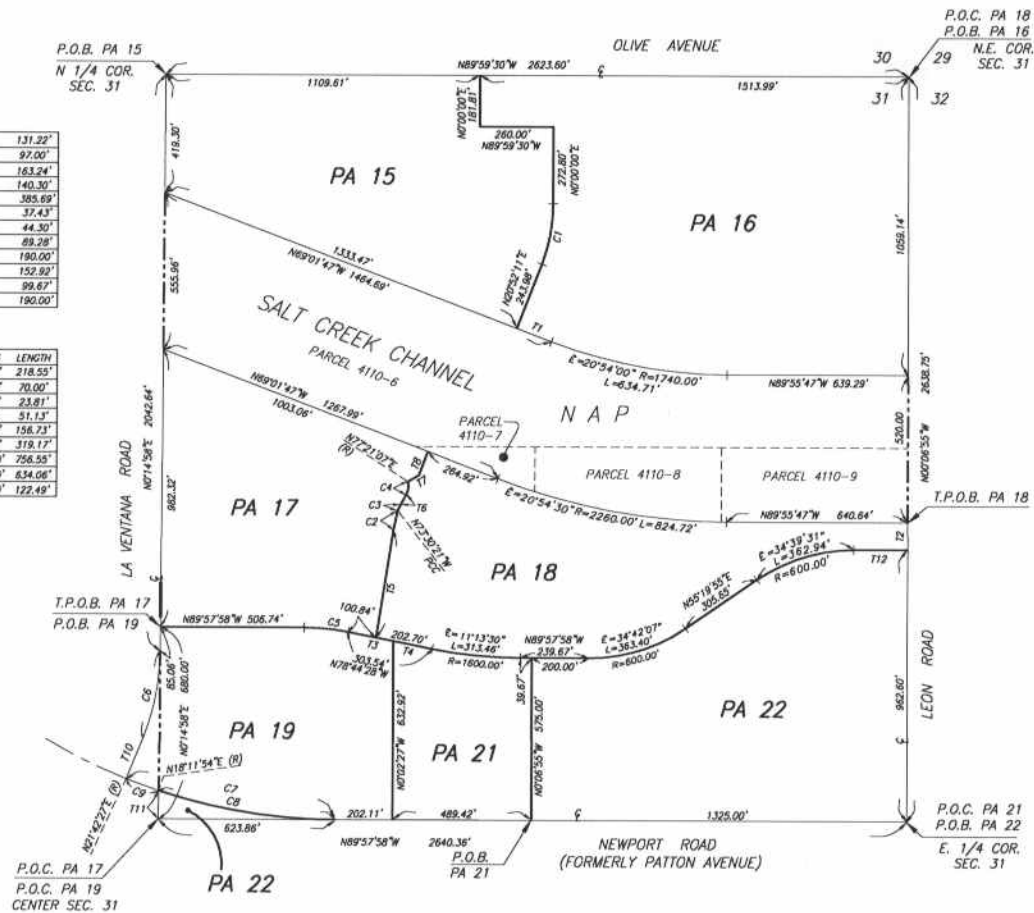 P.O.C. PA 18
P.O.B. PA 16
N.E. COR.
SEC. 31
P.O.B. PA 15
N 1/4 COR.
SEC. 31
OLIVE AVENUE
30 29
31 32
N89°59'30"W 2623.60'
1109.61'
1513.99'
N0°00'00"E
181.81'
260.00'
N89°59'30"W
272.80'
N0°00'00"E
419.30'
PA 15
PA 16
C1
1059.14'
131.22'
97.00'
163.24'
140.30'
385.69'
37.43'
44.30'
89.28'
190.00'
152.92'
99.67'
190.00'
1333.47'
N69°01'47"W 1464.69'
N20°52'11"E
243.98'
T1
555.96'
SALT CREEK CHANNEL
PARCEL 4110-6
E=20°54'00" R=1740.00'
L=634.71'
N89°55'47"W 639.29'
2638.75'
LENGTH
218.55'
70.00'
23.81'
51.13'
156.73'
319.17'
756.55'
634.06'
122.49'
N69°01'47"W 1267.99'
1003.06'
N A P
520.00
N0°06'55"W
PARCEL
4110-7
PARCEL 4110-8
PARCEL 4110-9
2042.64'
N0°14'58"E
LA VENTANA ROAD
982.32'
N77°21'07"E
(R)
T8
T7
C4
C3
T6
C2
N73°30'21"W
PCC
264.92'
E=20°54'30" R=2260.00' L=824.72'
N89°55'47"W 640.64'
T.P.O.B. PA 18
T2
PA 17
PA 18
T5
E=34°39'31"
L=362.94'
R=600.00'
T12
N55°19'55"E
305.65'
T.P.O.B. PA 17
P.O.B. PA 19
N89°57'58"W 506.74'
100.84'
C5
T3
202.70'
T4
303.54'
N78°44'28"W
E=11°13'30"
L=313.46'
R=1600.00'
N89°57'58"W
239.67'
200.00'
39.67'
E=34°42'07"
L=363.40'
R=600.00'
LEON ROAD
962.60'
85.06'
680.00'
N0°14'58"E
C6
T10
PA 19
632.92'
N0°02'27"W
PA 21
575.00'
N0°06'55"W
PA 22
N18°11'54"E (R)
C9
C7
C8
T11
N21°42'27"E (R)
623.86'
202.11'
489.42'
1325.00'
N89°57'58"W 2640.36'
P.O.B.
PA 21
NEWPORT ROAD
(FORMERLY PATTON AVENUE)
P.O.C. PA 21
P.O.B. PA 22
E. 1/4 COR.
SEC. 31
P.O.C. PA 17
P.O.C. PA 19
CENTER SEC. 31
PA 22